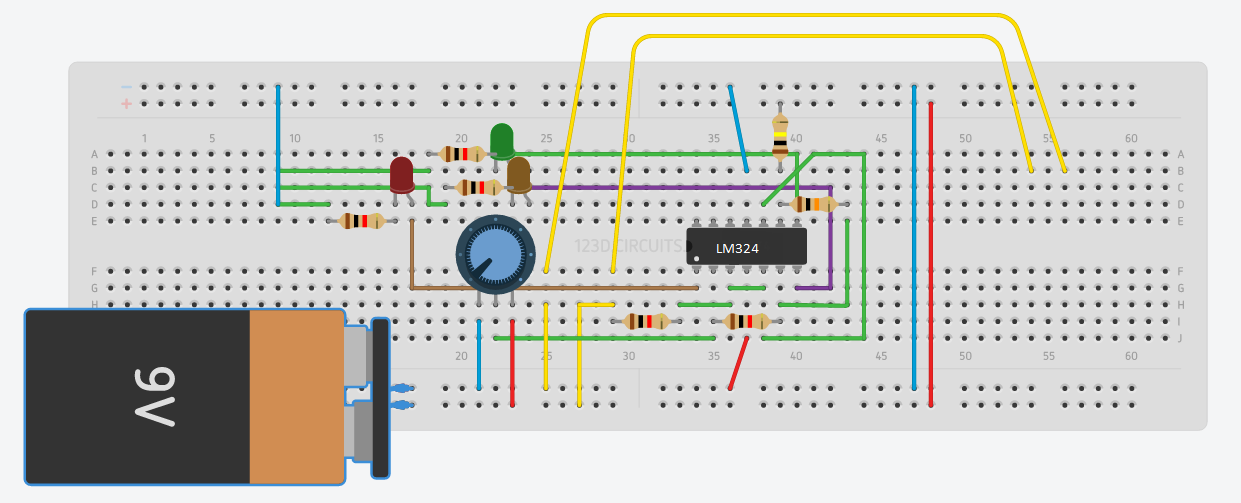 − −
+ +
1 5 10 15 20 25 30 35 40 45 50 55 60
A A
B B
C C
D D
E E
123D.CIRCUITS.
LM324
F F
G G
H H
I I
J J
20 25 30 35 40 45 50 55 60
9V